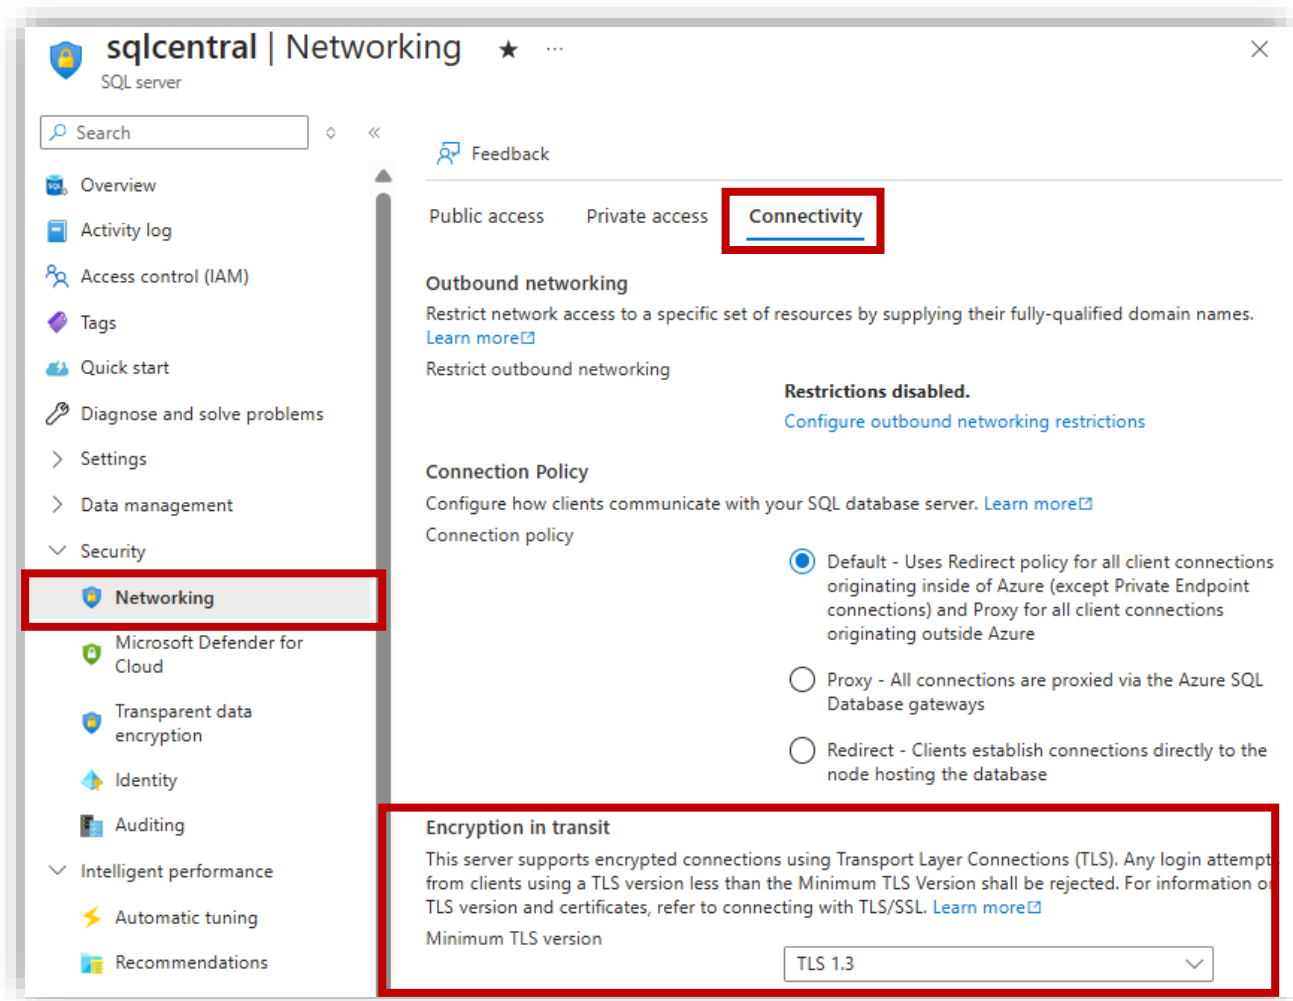 sqlcentral | Networking
SQL server
Search
Overview
Activity log
Access control (IAM)
Tags
Quick start
Diagnose and solve problems
Settings
Data management
Security
Networking
Microsoft Defender for
Cloud
Transparent data
encryption
Identity
Auditing
Intelligent performance
Automatic tuning
Recommendations
Feedback
Public access
Private access
Connectivity
Outbound networking
Restrict network access to a specific set of resources by supplying their fully-qualified domain names.
Learn more
Restrict outbound networking
Restrictions disabled.
Configure outbound networking restrictions
Connection Policy
Configure how clients communicate with your SQL database server. Learn more
Connection policy
Default - Uses Redirect policy for all client connections
originating inside of Azure (except Private Endpoint
connections) and Proxy for all client connections
originating outside Azure
Proxy - All connections are proxied via the Azure SQL
Database gateways
Redirect - Clients establish connections directly to the
node hosting the database
Encryption in transit
This server supports encrypted connections using Transport Layer Connections (TLS). Any login attempt
from clients using a TLS version less than the Minimum TLS Version shall be rejected. For information o
TLS version and certificates, refer to connecting with TLS/SSL. Learn more
Minimum TLS version
TLS 1.3